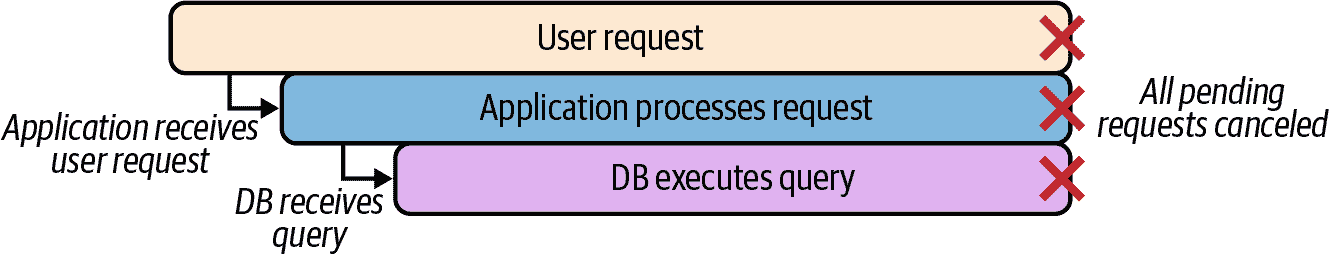 User request
Application receives
user request
Application processes request
All pending
requests canceled
DB receives
query
DB executes query